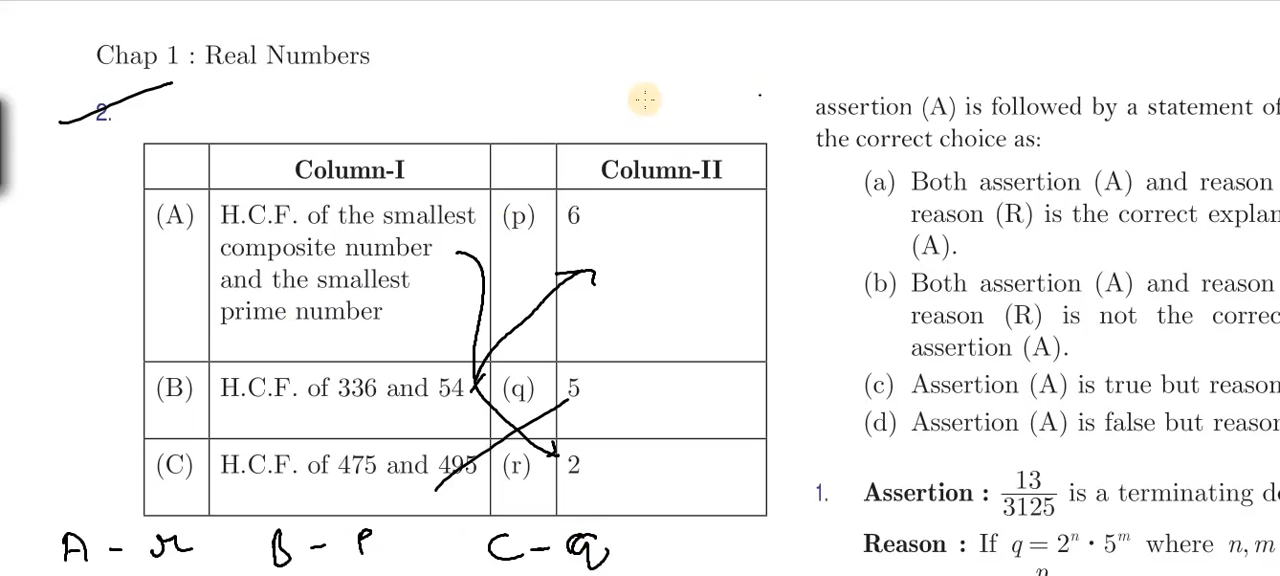 Chap 1 : Real Numbers
2.
Column-I Column-II
(A) H.C.F. of the smallest composite number and the smallest prime number (p) 6
(B) H.C.F. of 336 and 54 (q) 5
(C) H.C.F. of 475 and 495 (r) 2
A - r B - P C - q
assertion (A) is followed by a statement of
the correct choice as:
(a) Both assertion (A) and reason
reason (R) is the correct explan
(A).
(b) Both assertion (A) and reason
reason (R) is not the correc
assertion (A).
(c) Assertion (A) is true but reason
(d) Assertion (A) is false but reason
1. Assertion : 13/3125 is a terminating de
Reason : If q = 2ⁿ · 5ᵐ where n, m